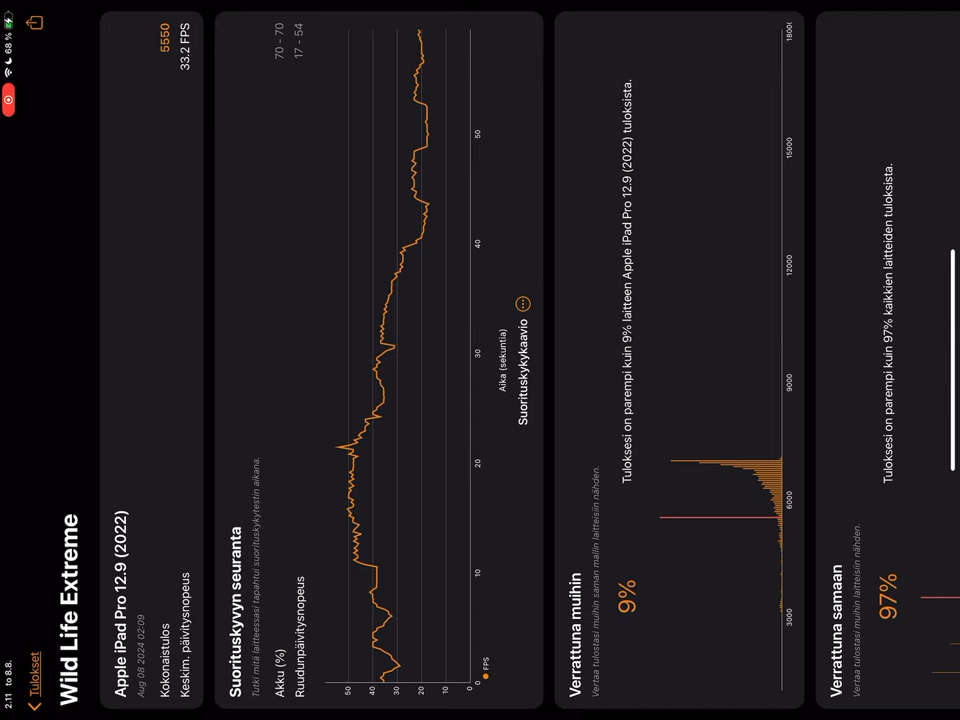 2.11 to 8.8.
68 %
Tulokset
Wild Life Extreme
Apple iPad Pro 12.9 (2022)
Aug 08 2024 02:09
Kokonaistulos 5550
Keskim. päivitysnopeus 33.2 FPS
Suorituskyvyn seuranta
Tutki mitä laitteessasi tapahtui suorituskykytestin aikana.
Akku (%) 70 - 70
Ruudunpäivitysnopeus 17 - 54
50
40
30
20
10
0
0 10 20 30 40 50
FPS
Aika (sekuntia)
Suorituskykykaavio
Verrattuna muihin
Vertaa tulostasi muihin saman mallin laitteisiin nähden.
9% Tuloksesi on parempi kuin 9% laitteen Apple iPad Pro 12.9 (2022) tuloksista.
3000 6000 9000 12000 15000 1800
Verrattuna samaan
Vertaa tulostasi muihin laitteisiin nähden.
97% Tuloksesi on parempi kuin 97% kaikkien laitteiden tuloksista.